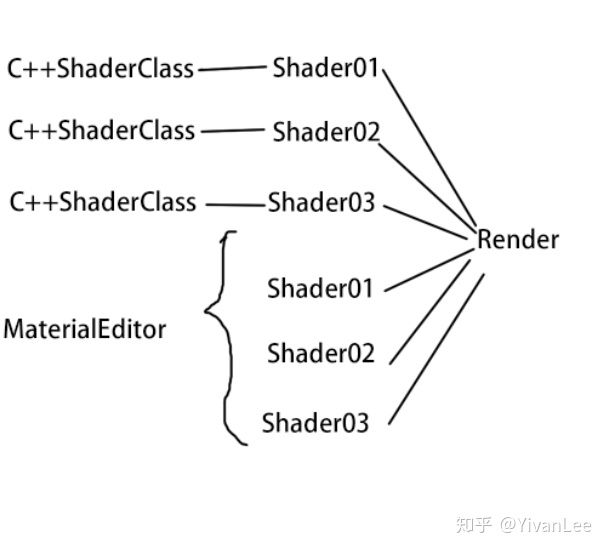 C++ShaderClass Shader01
C++ShaderClass Shader02
C++ShaderClass Shader03
Render
Shader01
MaterialEditor
Shader02
Shader03
知乎 @YivanLee